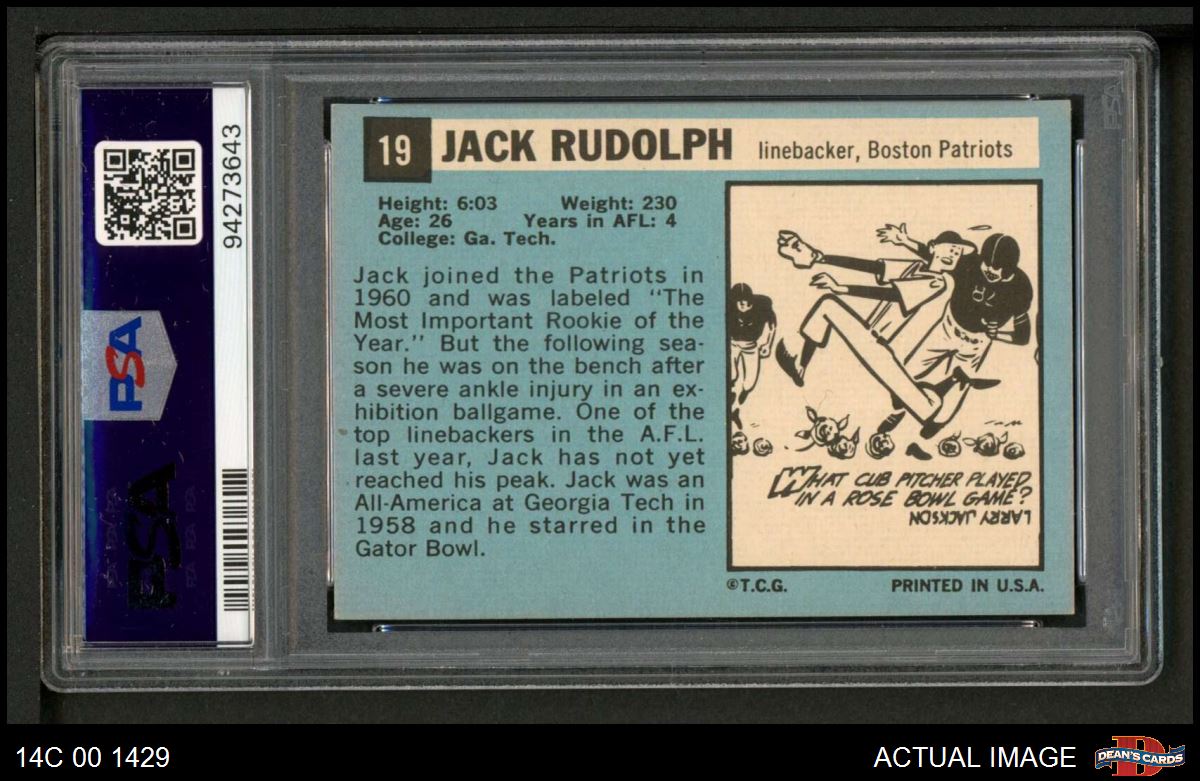 94273643
PSA
PSA
19 JACK RUDOLPH linebacker, Boston Patriots
Height: 6:03 Weight: 230
Age: 26 Years in AFL: 4
College: Ga. Tech.
Jack joined the Patriots in
1960 and was labeled "The
Most Important Rookie of the
Year." But the following sea-
son he was on the bench after
a severe ankle injury in an ex-
hibition ballgame. One of the
top linebackers in the A.F.L.
last year, Jack has not yet
reached his peak. Jack was an
All-America at Georgia Tech in
1958 and he starred in the
Gator Bowl.
WHAT CUB PITCHER PLAYED
IN A ROSE BOWL GAME?
LARRY JACKSON
©T.C.G. PRINTED IN U.S.A.
PSA
14C 00 1429
ACTUAL IMAGE
DEAN'S CARDS